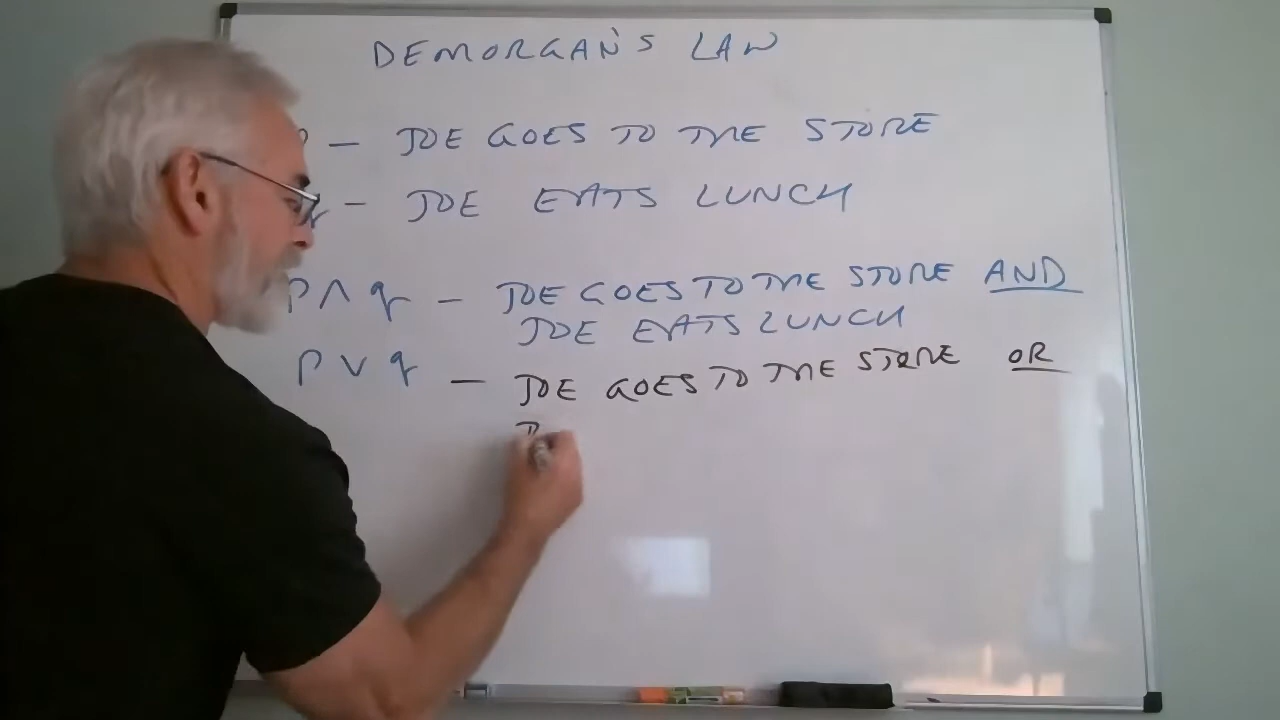 DEMORGAN'S LAW
P — JOE GOES TO THE STORE
q — JOE EATS LUNCH
P ∧ q — JOE GOES TO THE STORE AND
JOE EATS LUNCH
P ∨ q — JOE GOES TO THE STORE OR